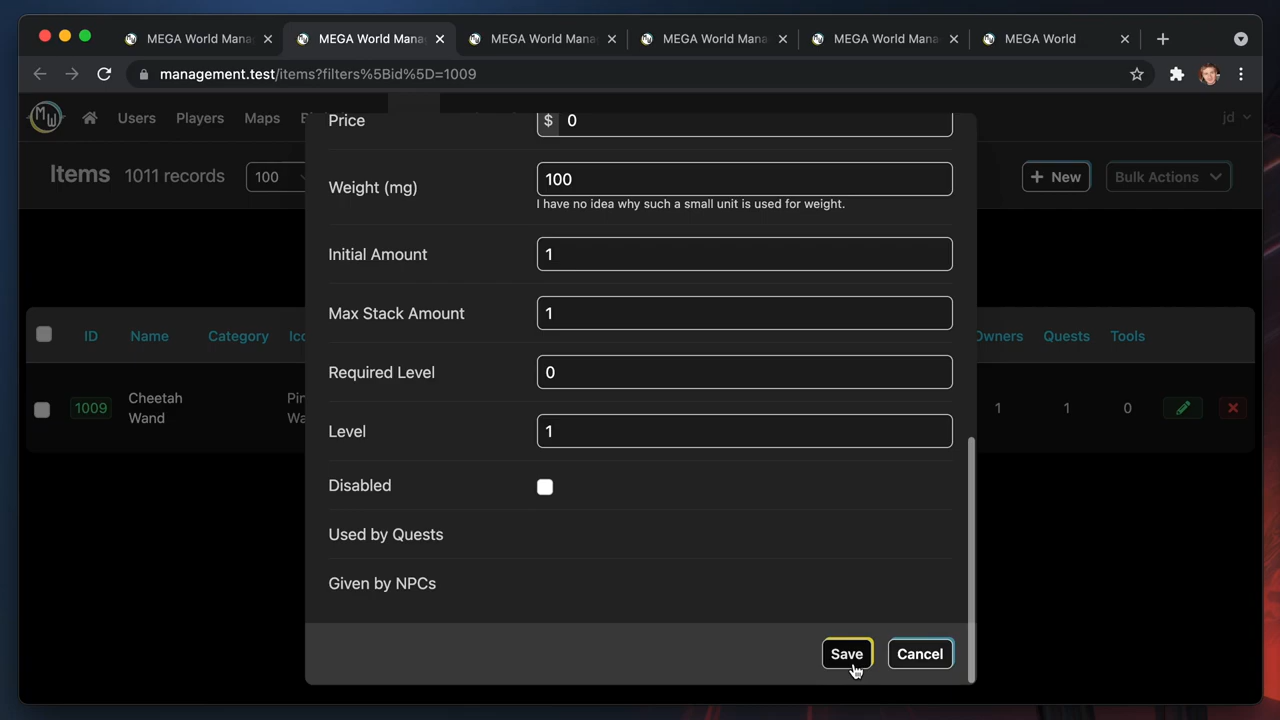 MEGA World Mana
MEGA World Mana
MEGA World Mana
MEGA World Mana
MEGA World Mana
MEGA World
management.test/items?filters%5Bid%5D=1009
MW
Users
Players
Maps
jd
Items
1011 records
100
New
Bulk Actions
Price
$
0
Weight (mg)
100
I have no idea why such a small unit is used for weight.
Initial Amount
1
Max Stack Amount
1
Required Level
0
Level
1
Disabled
Used by Quests
Given by NPCs
Save
Cancel
ID
Name
Category
Owners
Quests
Tools
1009
Cheetah
Wand
1
1
0